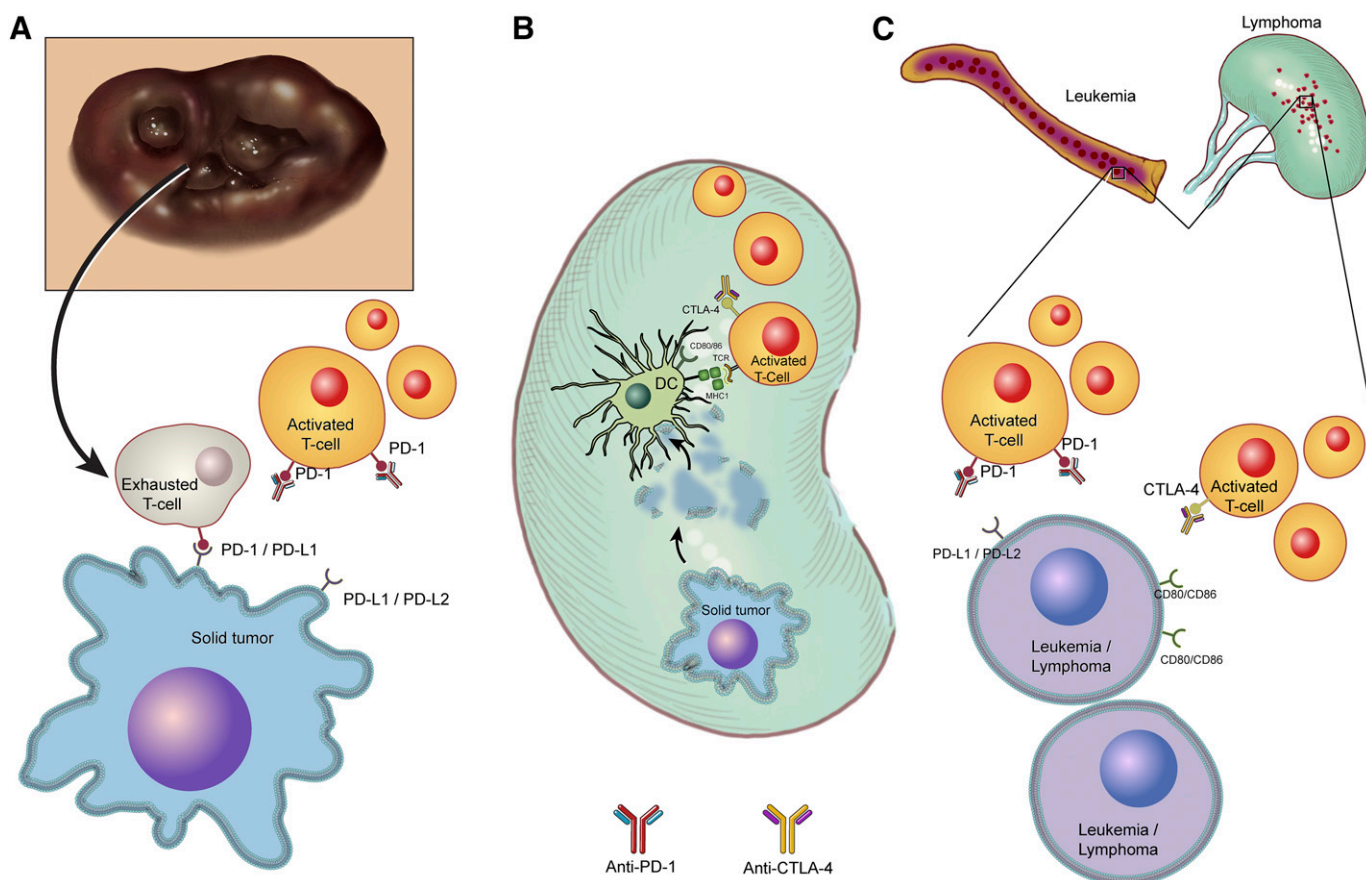 A
Activated
T-cell
PD-1
PD-1
Exhausted
T-cell
PD-1 / PD-L1
PD-L1 / PD-L2
Solid tumor
B
CTLA-4
CD80/86
TCR
DC
Activated
T-Cell
MHC1
Solid tumor
Anti-PD-1
Anti-CTLA-4
C
Leukemia
Lymphoma
Activated
T-cell
PD-1
PD-1
CTLA-4
Activated
T-cell
PD-L1 / PD-L2
CD80/CD86
Leukemia /
Lymphoma
CD80/CD86
Leukemia /
Lymphoma